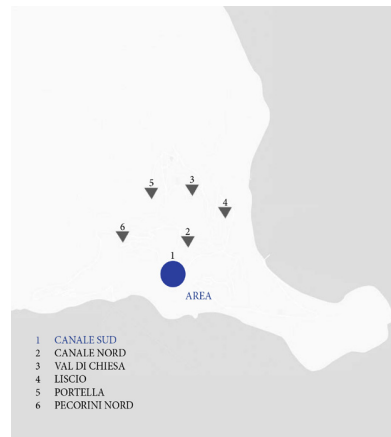 3
5
4
6
2
1
AREA
1 CANALE SUD
2 CANALE NORD
3 VAL DI CHIESA
4 LISCIO
5 PORTELLA
6 PECORINI NORD